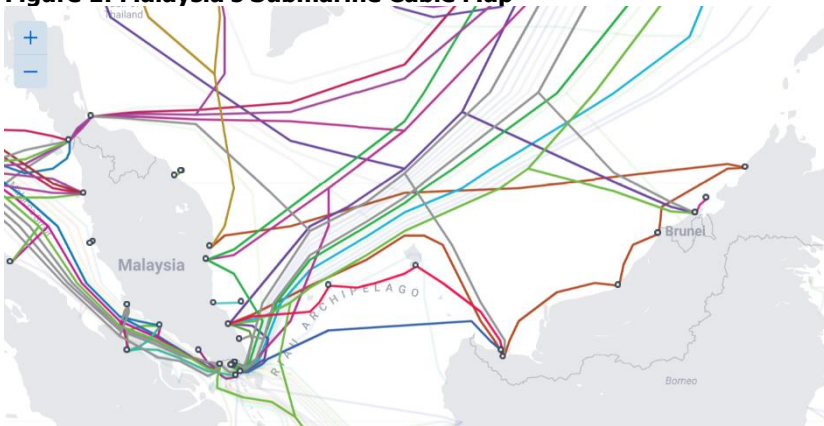 Figure 1: Malaysia's Submarine Cable Map
Thailand
+
−
Malaysia
Brunei
RIAU ARCHIPELAGO
Borneo